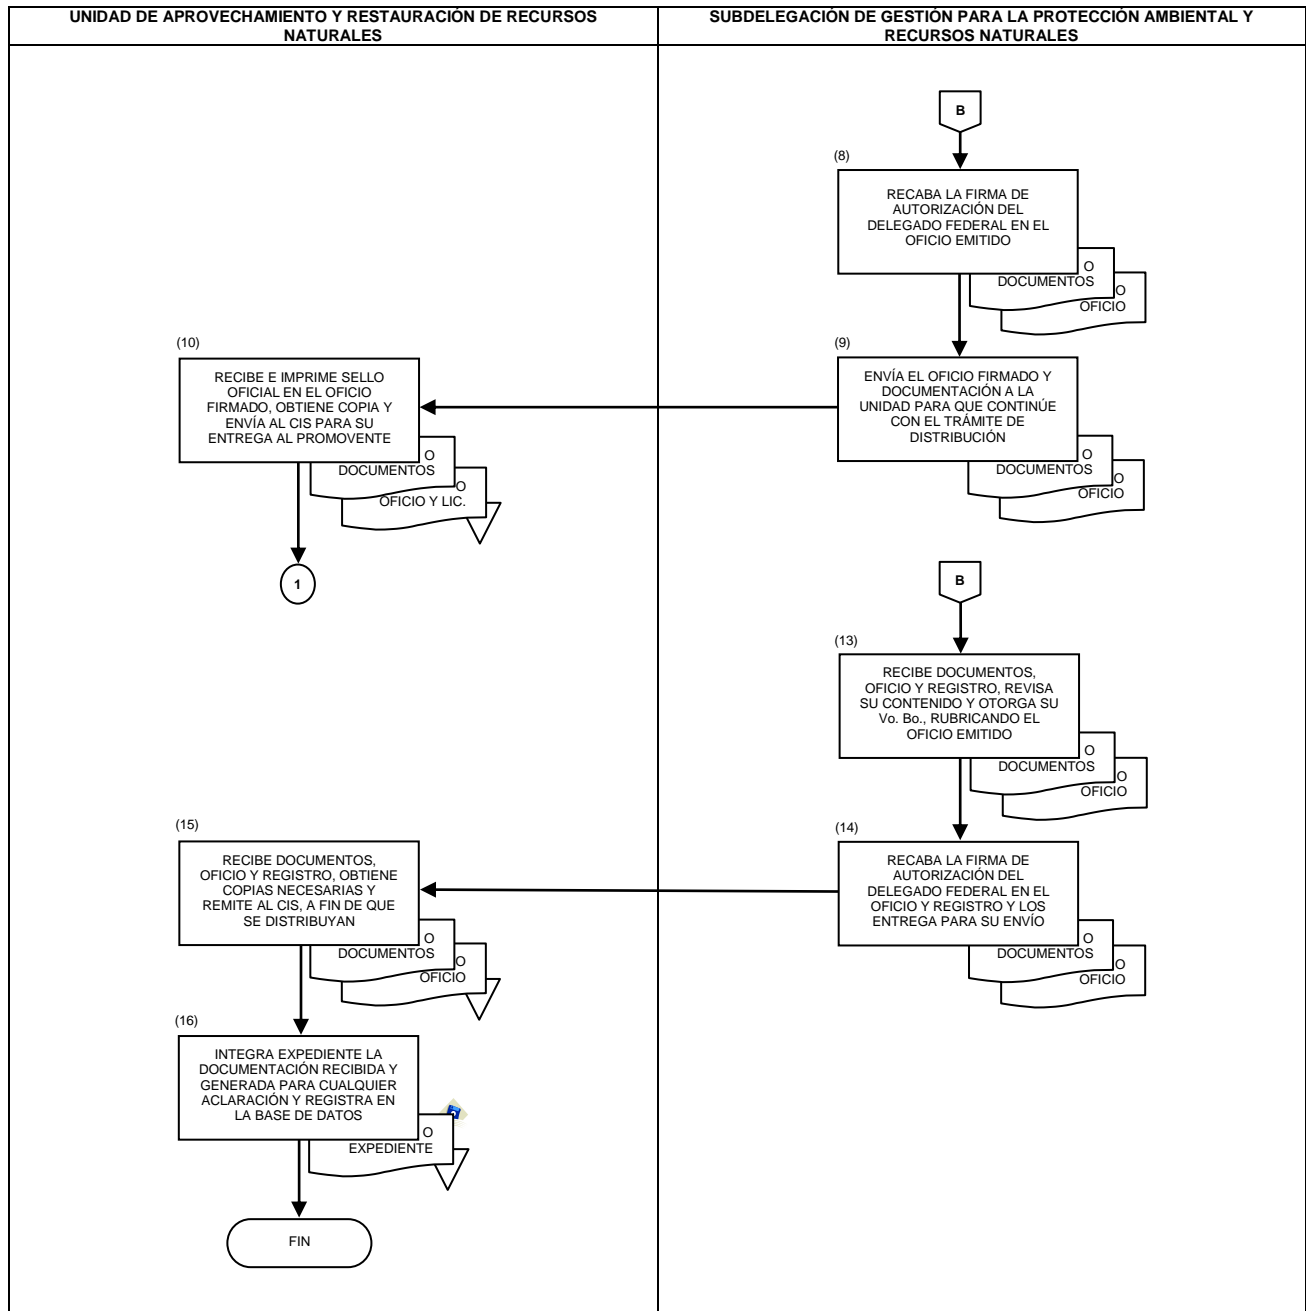 UNIDAD DE APROVECHAMIENTO Y RESTAURACIÓN DE RECURSOS
NATURALES
SUBDELEGACIÓN DE GESTIÓN PARA LA PROTECCIÓN AMBIENTAL Y
RECURSOS NATURALES
B
(8)
RECABA LA FIRMA DE
AUTORIZACIÓN DEL
DELEGADO FEDERAL EN EL
OFICIO EMITIDO
O
DOCUMENTOS
O
OFICIO
(9)
ENVÍA EL OFICIO FIRMADO Y
DOCUMENTACIÓN A LA
UNIDAD PARA QUE CONTINÚE
CON EL TRÁMITE DE
DISTRIBUCIÓN
O
DOCUMENTOS
O
OFICIO
(10)
RECIBE E IMPRIME SELLO
OFICIAL EN EL OFICIO
FIRMADO, OBTIENE COPIA Y
ENVÍA AL CIS PARA SU
ENTREGA AL PROMOVENTE
O
DOCUMENTOS
O
OFICIO Y LIC.
1
B
(13)
RECIBE DOCUMENTOS,
OFICIO Y REGISTRO, REVISA
SU CONTENIDO Y OTORGA SU
Vo. Bo., RUBRICANDO EL
OFICIO EMITIDO
O
DOCUMENTOS
O
OFICIO
(14)
RECABA LA FIRMA DE
AUTORIZACIÓN DEL
DELEGADO FEDERAL EN EL
OFICIO Y REGISTRO Y LOS
ENTREGA PARA SU ENVÍO
O
DOCUMENTOS
O
OFICIO
(15)
RECIBE DOCUMENTOS,
OFICIO Y REGISTRO, OBTIENE
COPIAS NECESARIAS Y
REMITE AL CIS, A FIN DE QUE
SE DISTRIBUYAN
O
DOCUMENTOS
O
OFICIO
(16)
INTEGRA EXPEDIENTE LA
DOCUMENTACIÓN RECIBIDA Y
GENERADA PARA CUALQUIER
ACLARACIÓN Y REGISTRA EN
LA BASE DE DATOS
O
EXPEDIENTE
FIN